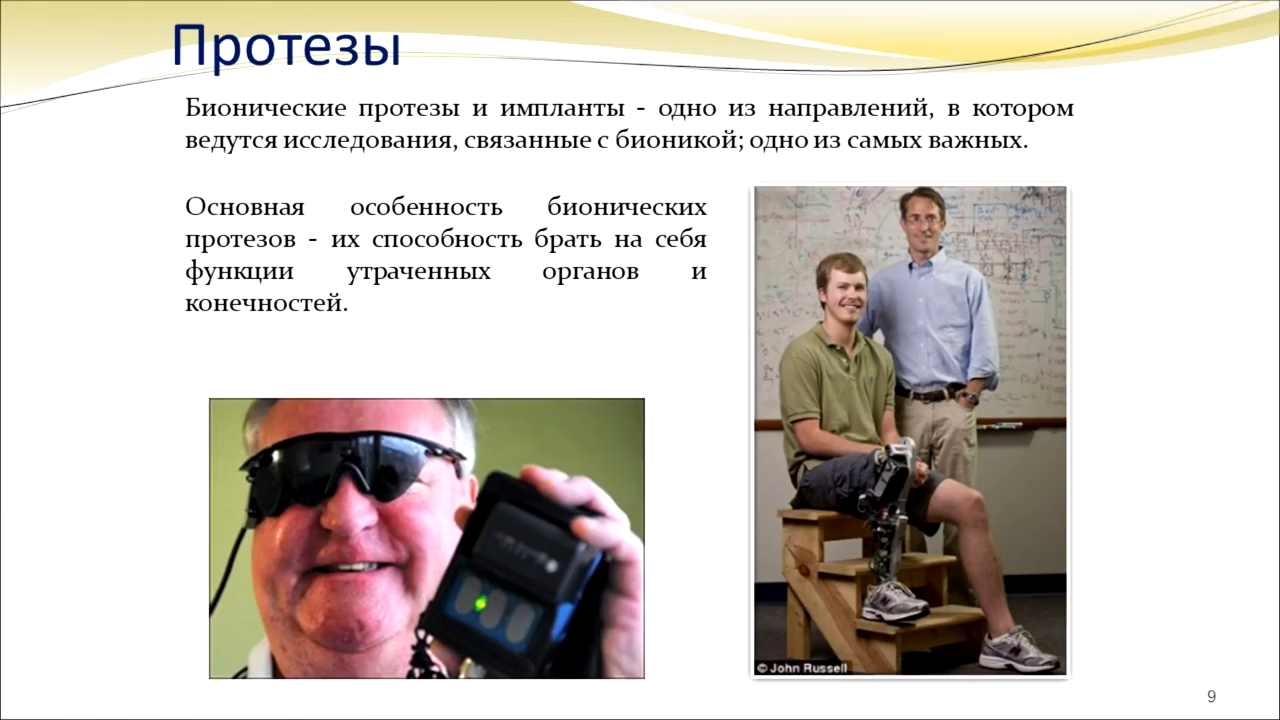 Протезы
Бионические протезы и импланты - одно из направлений, в котором
ведутся исследования, связанные с бионикой; одно из самых важных.
Основная особенность бионических
протезов - их способность брать на себя
функции утраченных органов и
конечностей.
© John Russell
9